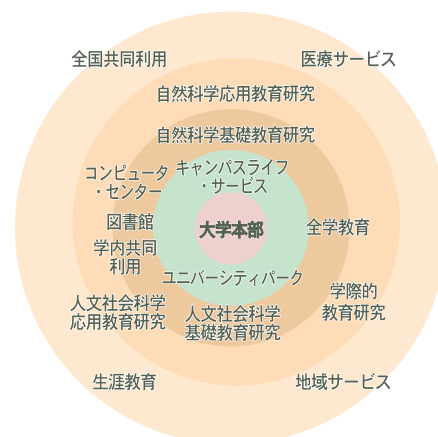 全国共同利用
医療サービス
自然科学応用教育研究
自然科学基礎教育研究
コンピュータ
・センター
キャンパスライフ
・サービス
図書館
大学本部
全学教育
学内共同
利用
ユニバーシティパーク
学際的
教育研究
人文社会科学
応用教育研究
人文社会科学
基礎教育研究
生涯教育
地域サービス